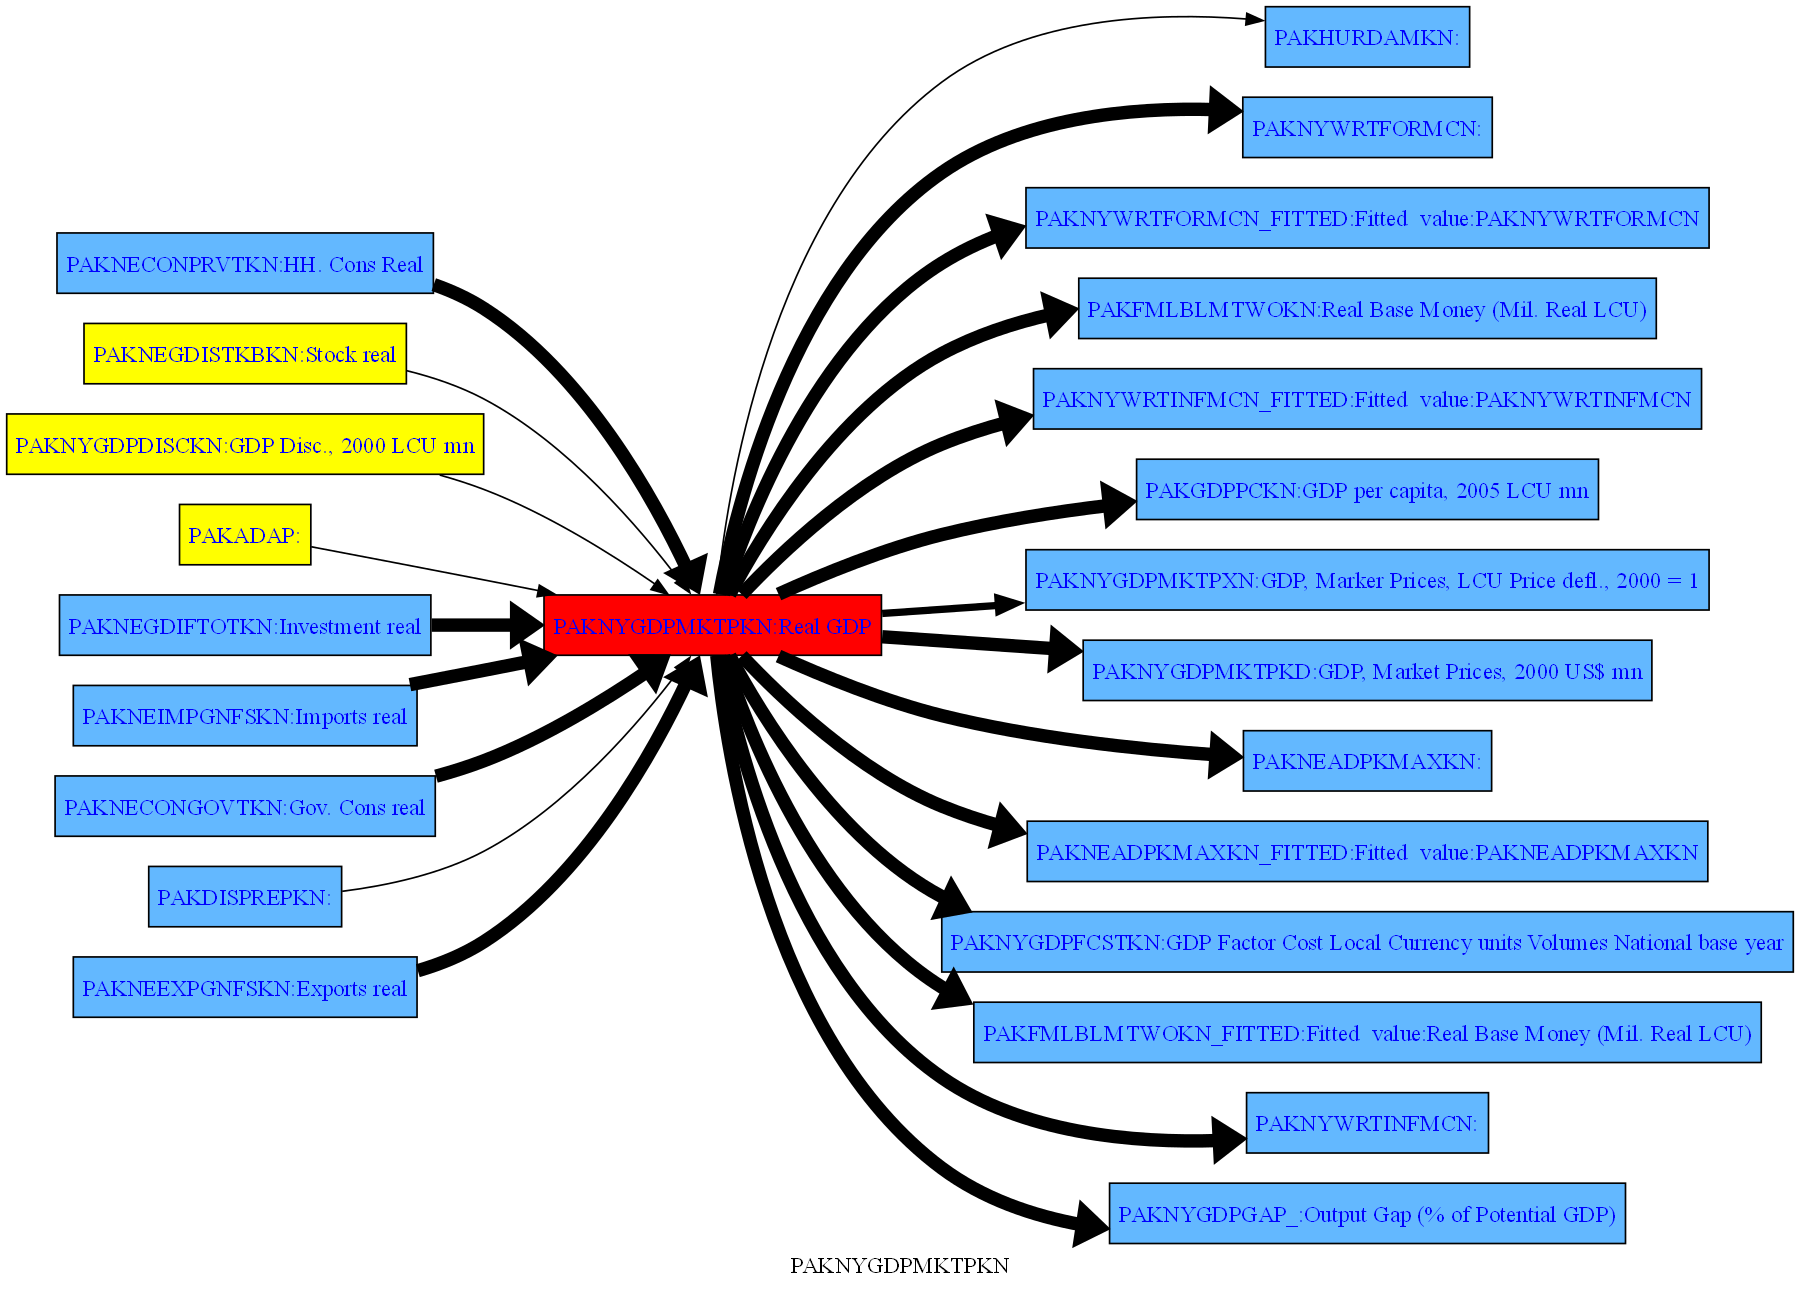 PAKNECONPRVTKN:HH. Cons Real
PAKNEGDISTKBKN:Stock real
PAKNYGDPDISCKN:GDP Disc., 2000 LCU mn
PAKADAP:
PAKNEGDIFTOTKN:Investment real
PAKNEIMPGNFSKN:Imports real
PAKNECONGOVTKN:Gov. Cons real
PAKDISPREPKN:
PAKNEEXPGNFSKN:Exports real
PAKNYGDPMKTPKN:Real GDP
PAKHURDAMKN:
PAKNYWRTFORMCN:
PAKNYWRTFORMCN_FITTED:Fitted  value:PAKNYWRTFORMCN
PAKFMLBLMTWOKN:Real Base Money (Mil. Real LCU)
PAKNYWRTINFMCN_FITTED:Fitted  value:PAKNYWRTINFMCN
PAKGDPPCKN:GDP per capita, 2005 LCU mn
PAKNYGDPMKTPXN:GDP, Marker Prices, LCU Price defl., 2000 = 1
PAKNYGDPMKTPKD:GDP, Market Prices, 2000 US$ mn
PAKNEADPKMAXKN:
PAKNEADPKMAXKN_FITTED:Fitted  value:PAKNEADPKMAXKN
PAKNYGDPFCSTKN:GDP Factor Cost Local Currency units Volumes National base year
PAKFMLBLMTWOKN_FITTED:Fitted  value:Real Base Money (Mil. Real LCU)
PAKNYWRTINFMCN:
PAKNYGDPGAP_:Output Gap (% of Potential GDP)
PAKNYGDPMKTPKN